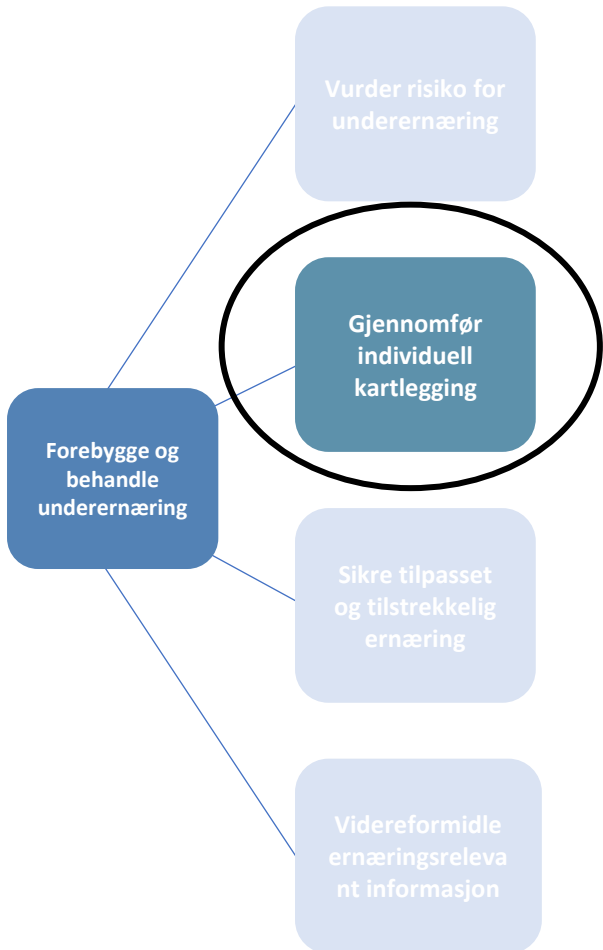 Vurder risiko for
underernæring
Gjennomfør
individuell
kartlegging
Forebygge og
behandle
underernæring
Sikre tilpasset
og tilstrekkelig
ernæring
Videreformidle
ernæringsreleva
nt informasjon